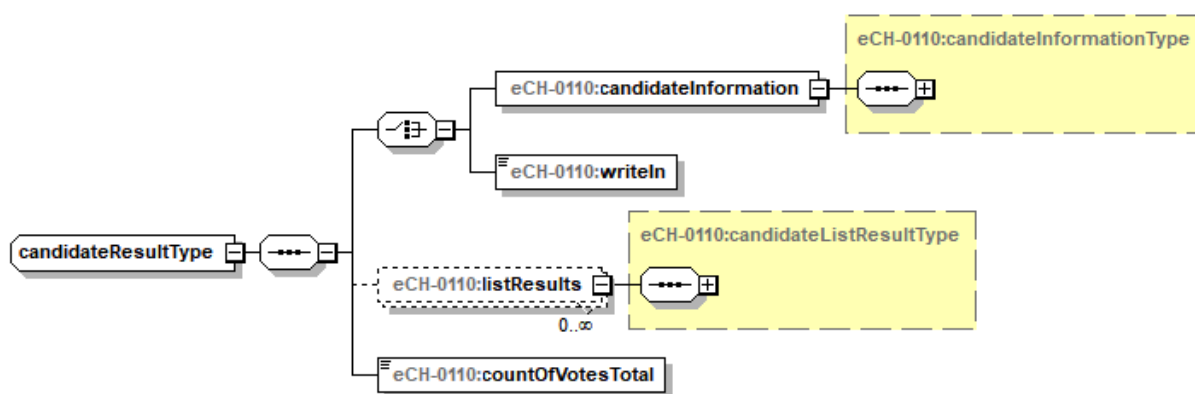 eCH-0110:candidateInformationType
eCH-0110:candidateInformation
eCH-0110:writeIn
candidateResultType
eCH-0110:candidateListResultType
eCH-0110:listResults
0..∞
eCH-0110:countOfVotesTotal